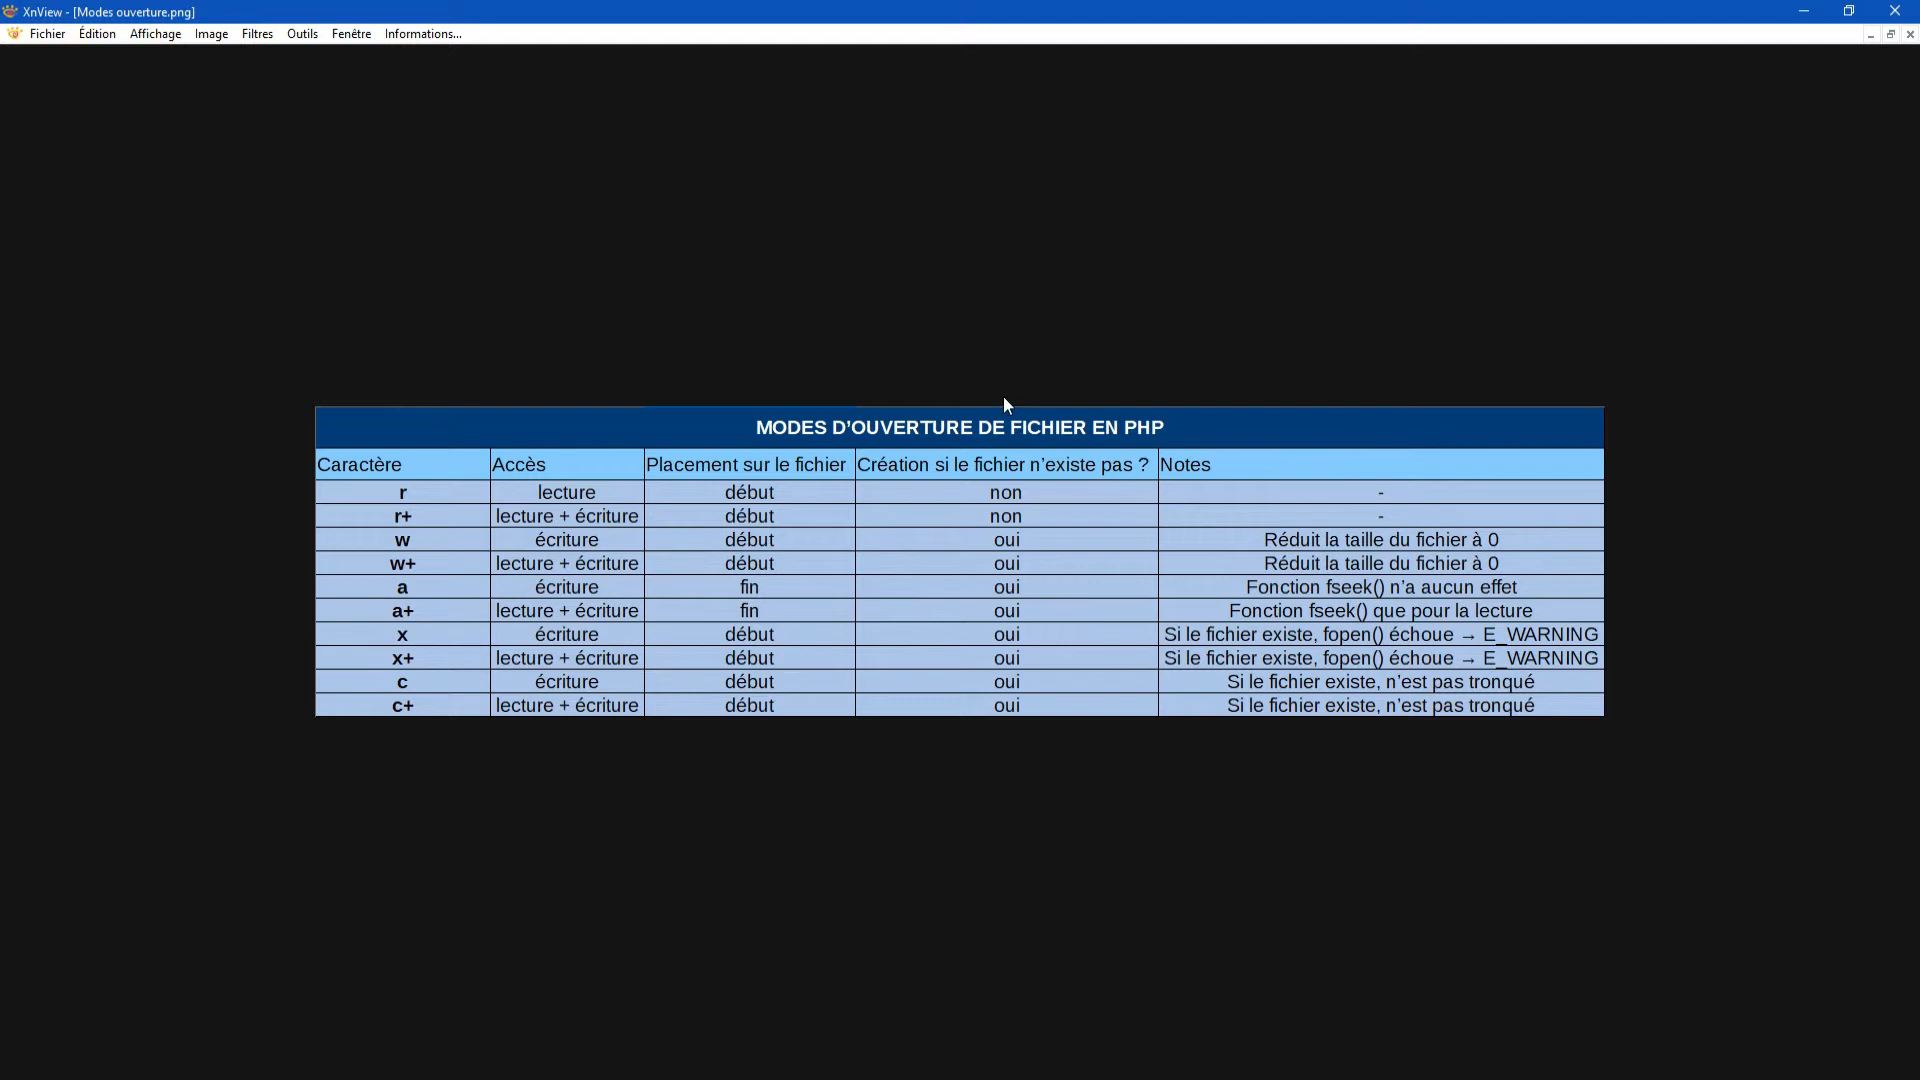 XnView - [Modes ouverture.png]
Fichier Édition Affichage Image Filtres Outils Fenêtre Informations...
MODES D’OUVERTURE DE FICHIER EN PHP
Caractère Accès Placement sur le fichier Création si le fichier n’existe pas ? Notes
r lecture début non -
r+ lecture + écriture début non -
w écriture début oui Réduit la taille du fichier à 0
w+ lecture + écriture début oui Réduit la taille du fichier à 0
a écriture fin oui Fonction fseek() n’a aucun effet
a+ lecture + écriture fin oui Fonction fseek() que pour la lecture
x écriture début oui Si le fichier existe, fopen() échoue → E_WARNING
x+ lecture + écriture début oui Si le fichier existe, fopen() échoue → E_WARNING
c écriture début oui Si le fichier existe, n’est pas tronqué
c+ lecture + écriture début oui Si le fichier existe, n’est pas tronqué